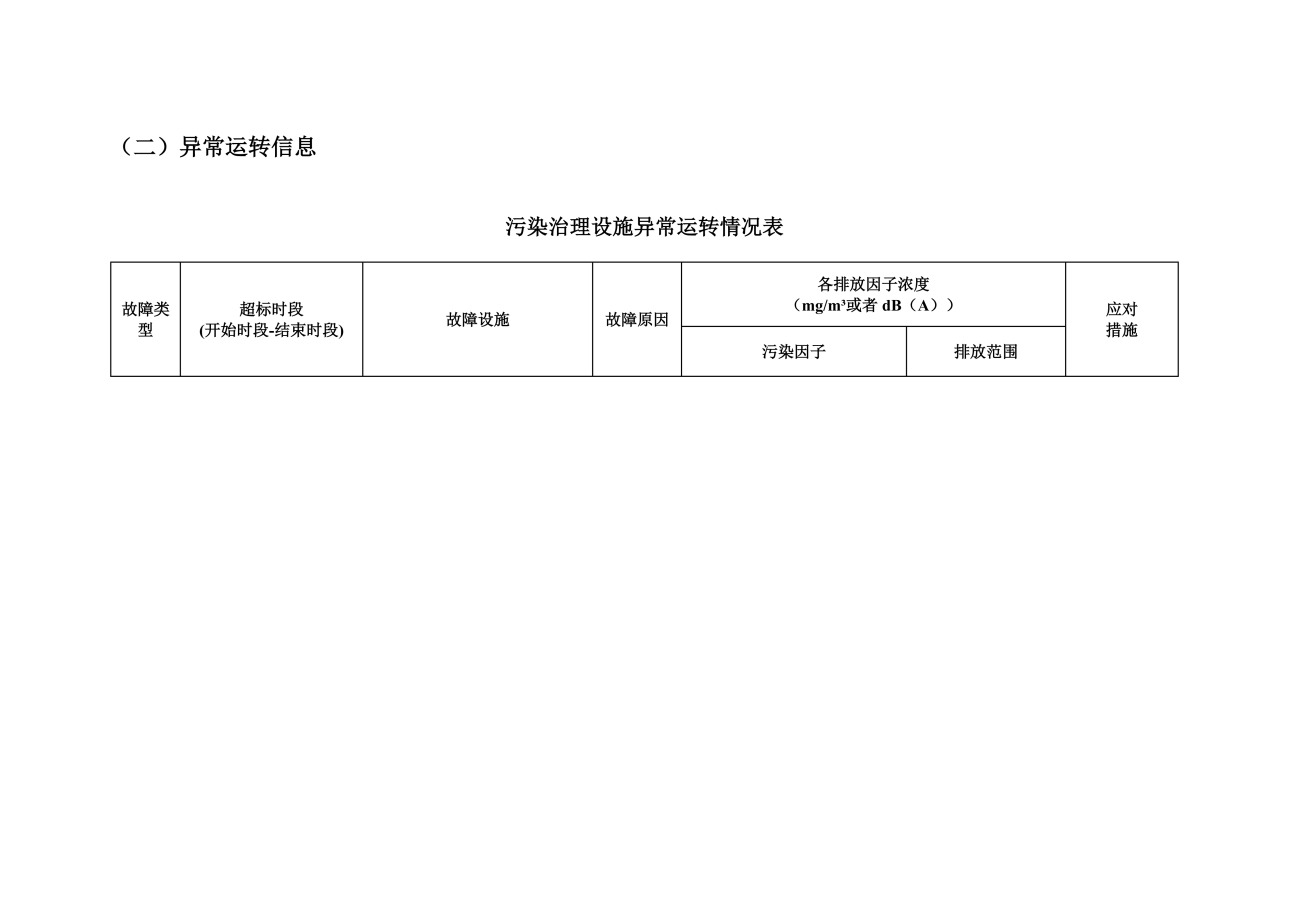 （二）异常运转信息
污染治理设施异常运转情况表
故障类
型
超标时段
(开始时段-结束时段)
故障设施
故障原因
各排放因子浓度
（mg/m³或者 dB（A））
污染因子
排放范围
应对
措施